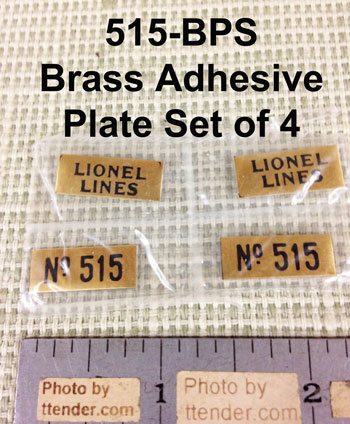 515-BPS
Brass Adhesive
Plate Set of 4
LIONEL
LINES
LIONEL
LINES
Nº 515
Nº 515
1
2
Photo by
ttender.com
Photo by
ttender.com